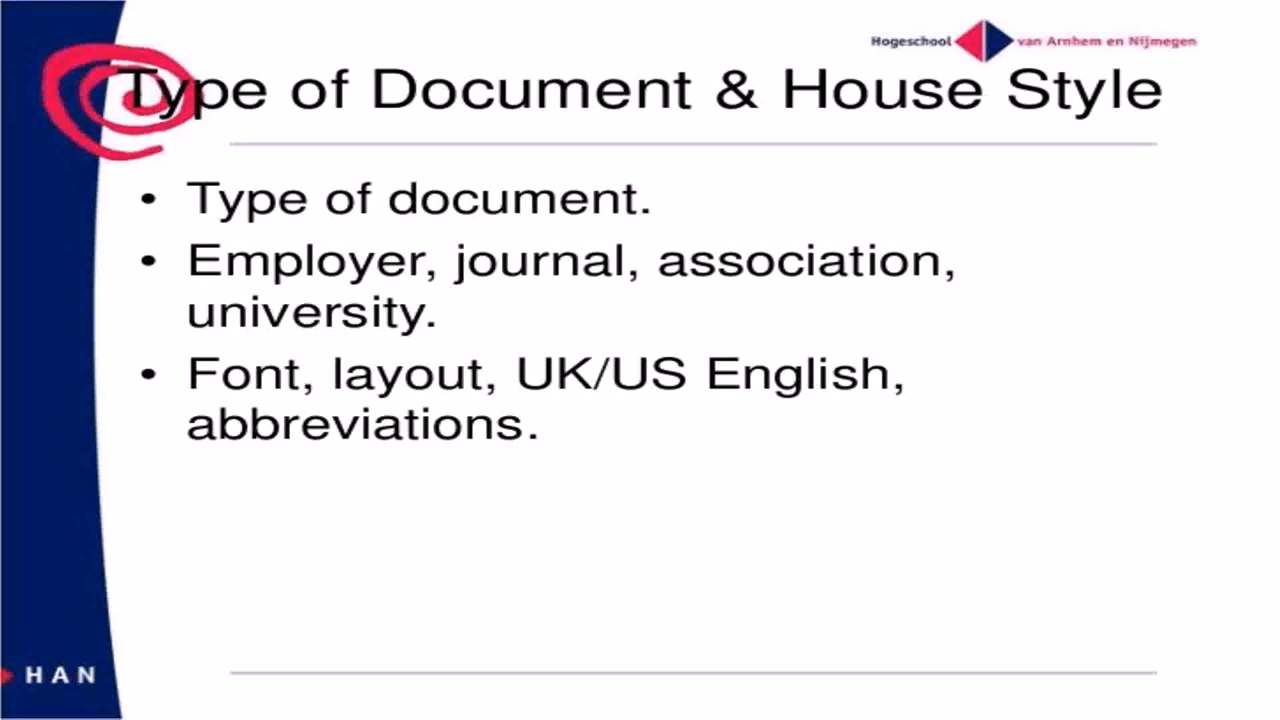 Hogeschool van Arnhem en Nijmegen
Type of Document & House Style
• Type of document.
• Employer, journal, association,
university.
• Font, layout, UK/US English,
abbreviations.
HAN